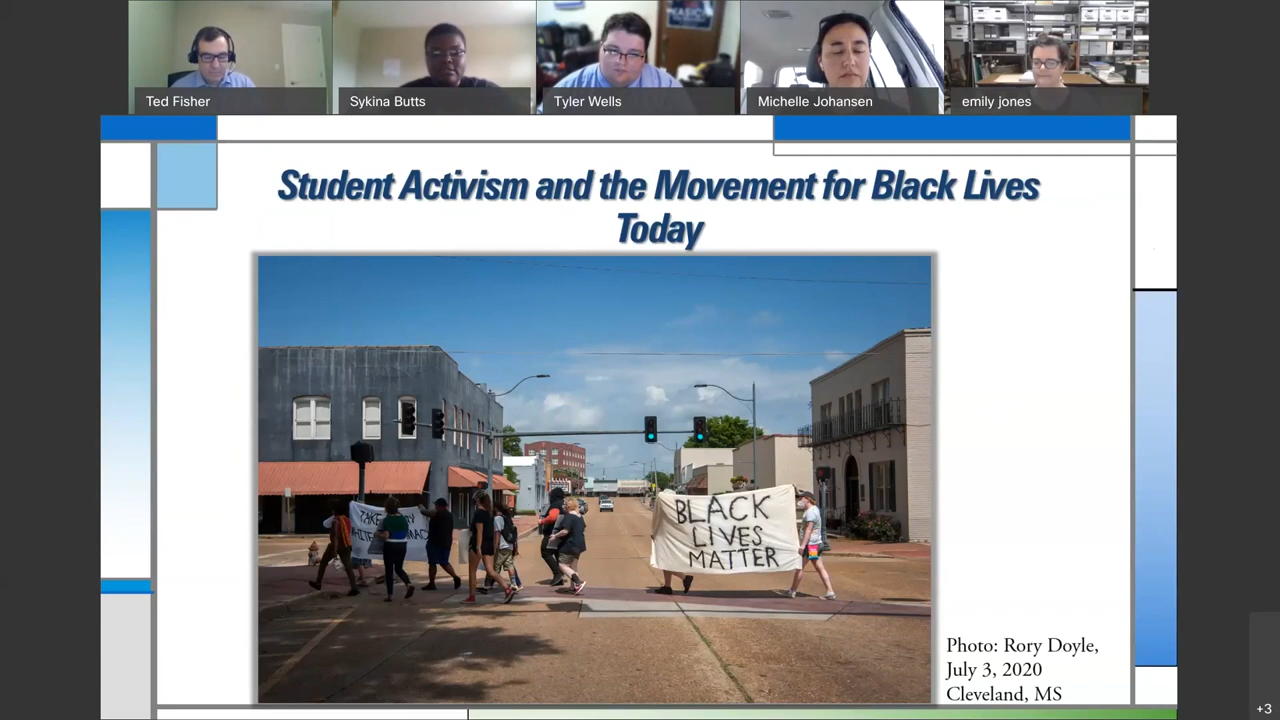 Ted Fisher
Sykina Butts
Tyler Wells
Michelle Johansen
emily jones
Student Activism and the Movement for Black Lives
Today
TAKE
BLACK
LIVES
MATTER
Photo: Rory Doyle,
July 3, 2020
Cleveland, MS
+3